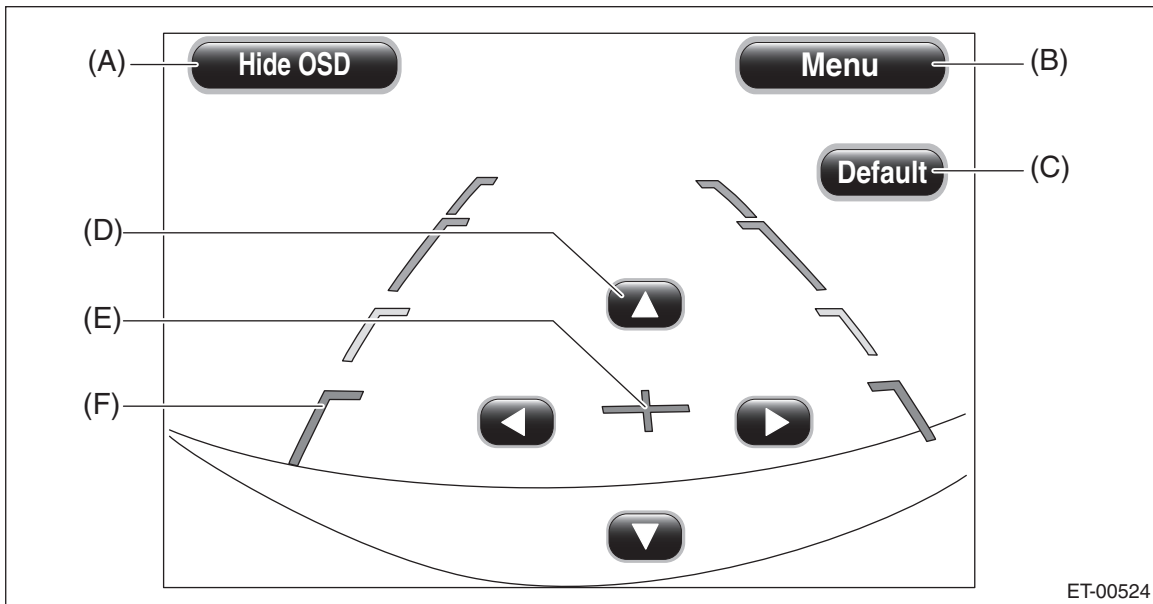 (A)
Hide OSD
Menu
(B)
Default
(C)
(D)
(E)
(F)
ET-00524